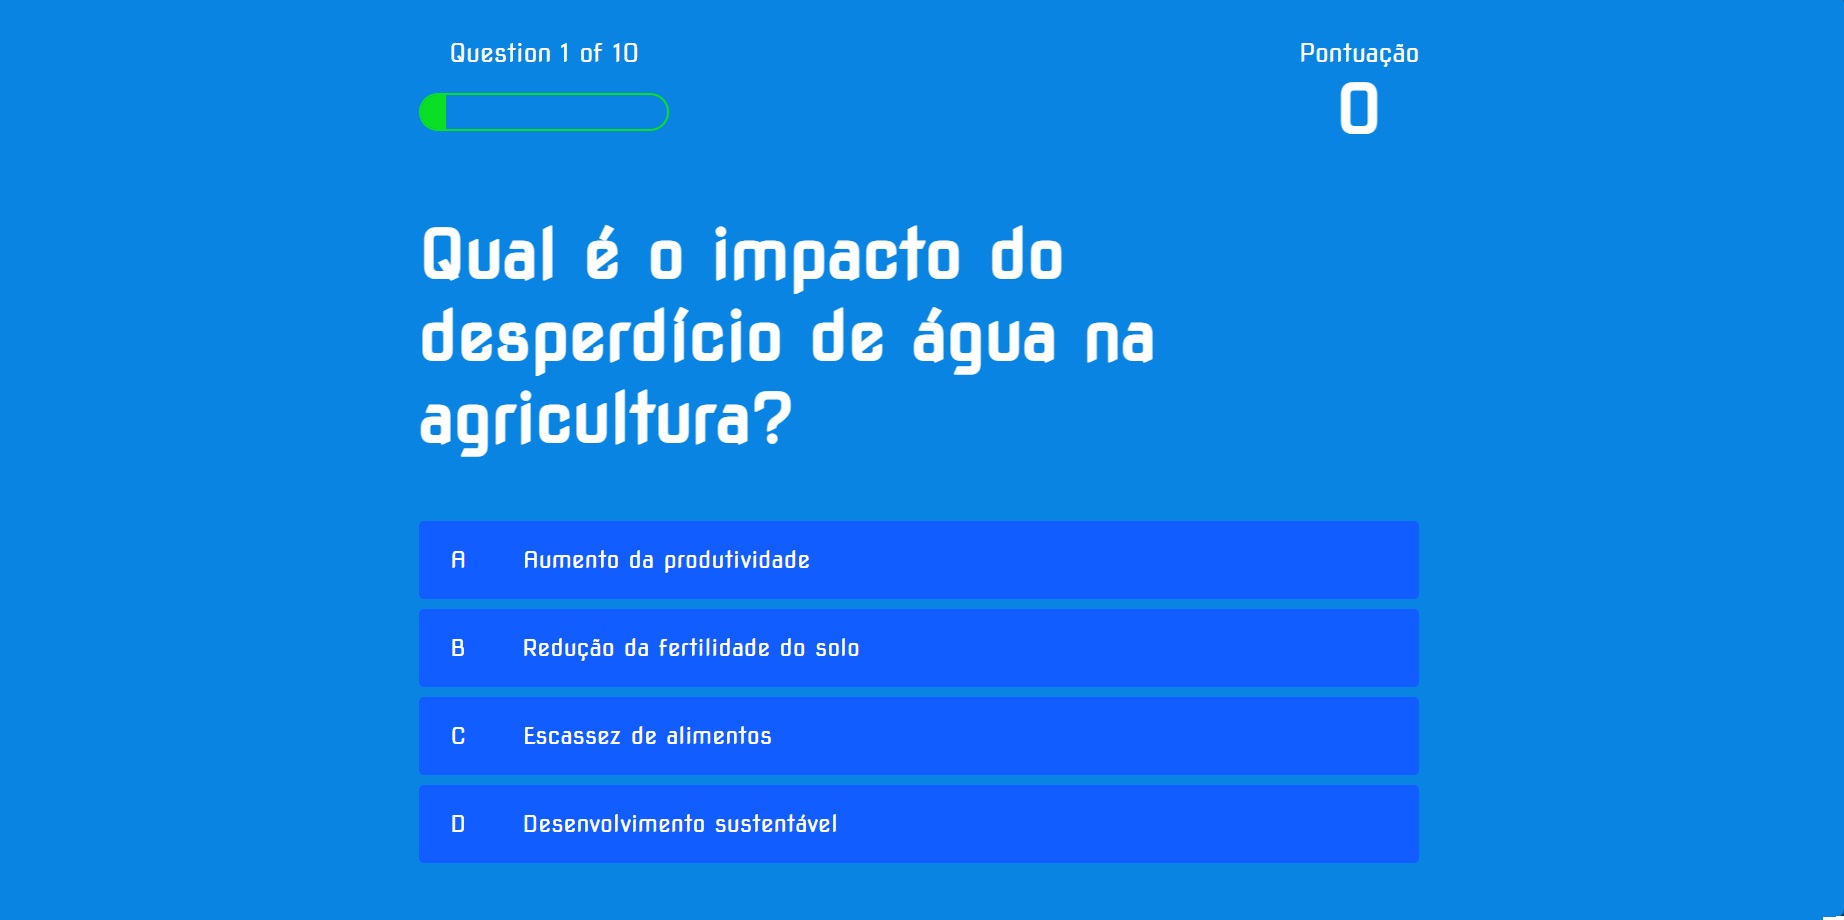 Question 1 of 10
Pontuação
0
Qual é o impacto do
desperdício de água na
agricultura?
A Aumento da produtividade
B Redução da fertilidade do solo
C Escassez de alimentos
D Desenvolvimento sustentável